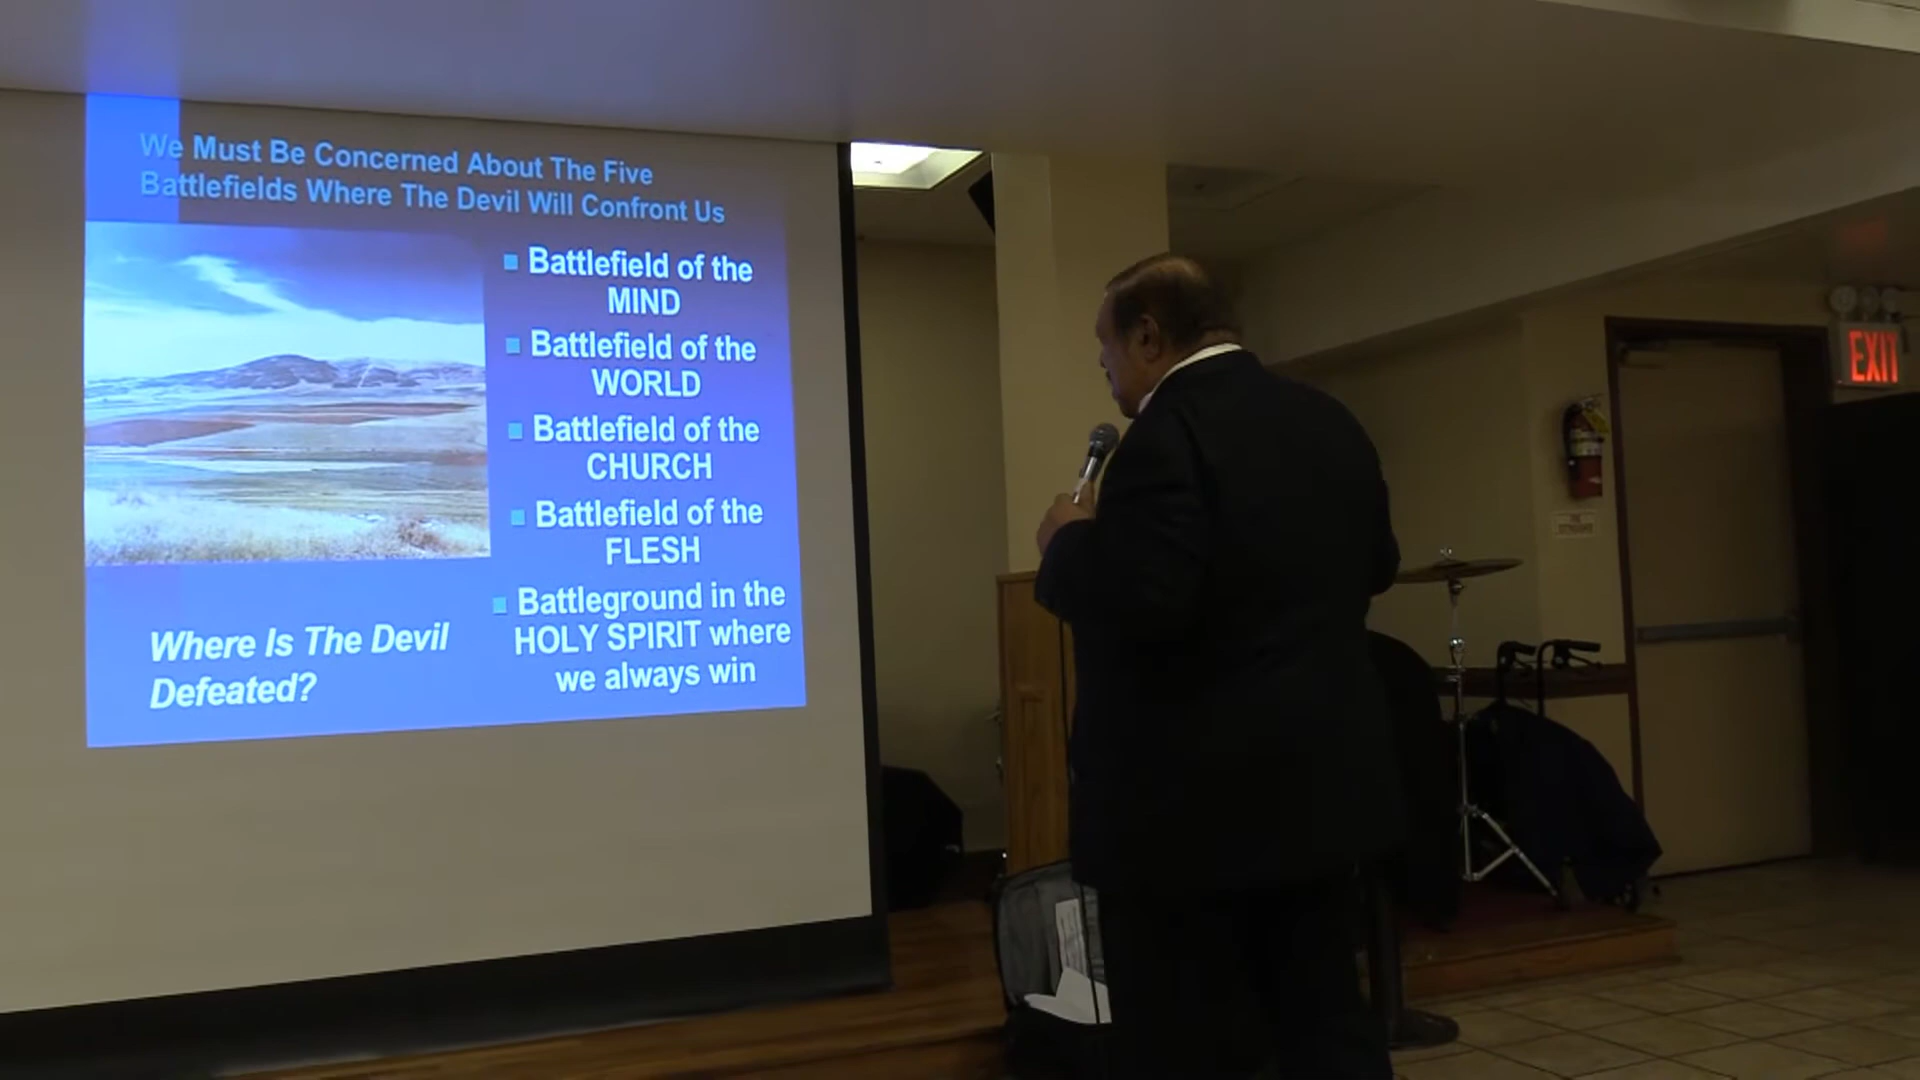 We Must Be Concerned About The Five
Battlefields Where The Devil Will Confront Us
Battlefield of the
MIND
Battlefield of the
WORLD
Battlefield of the
CHURCH
Battlefield of the
FLESH
Battleground in the
HOLY SPIRIT where
we always win
Where Is The Devil
Defeated?
EXIT